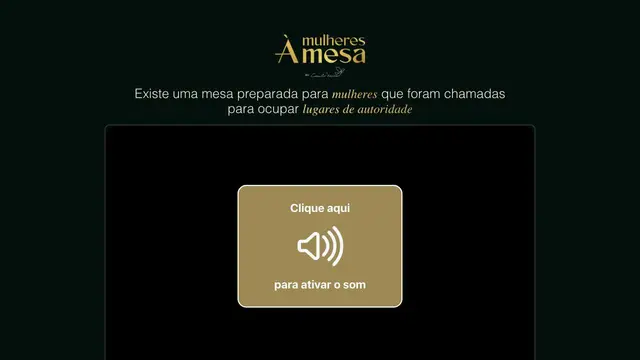 mulheres
À mesa
Existe uma mesa preparada para mulheres que foram chamadas
para ocupar lugares de autoridade
Clique aqui
para ativar o som